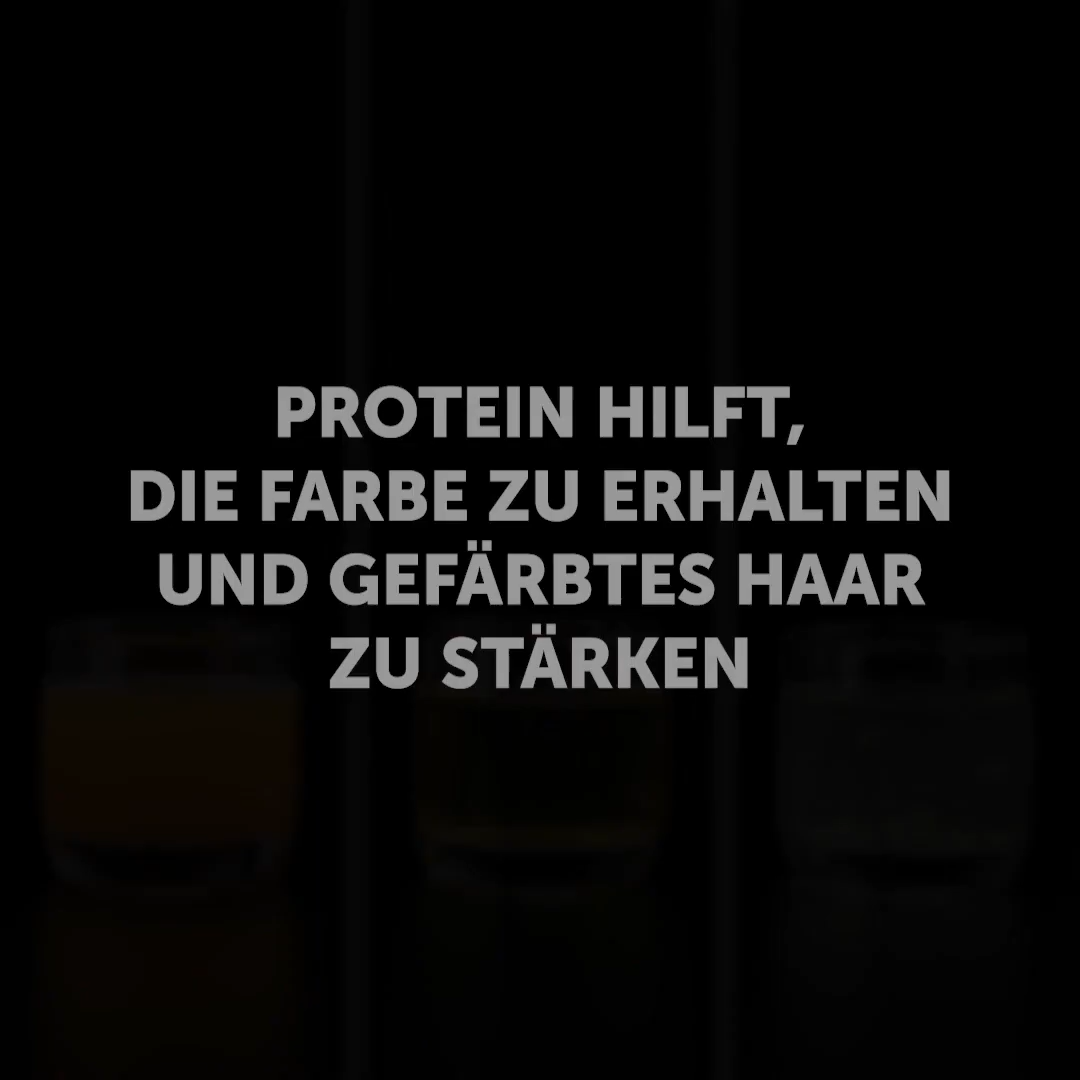 PROTEIN HILFT,
DIE FARBE ZU ERHALTEN
UND GEFÄRBTES HAAR
ZU STÄRKEN